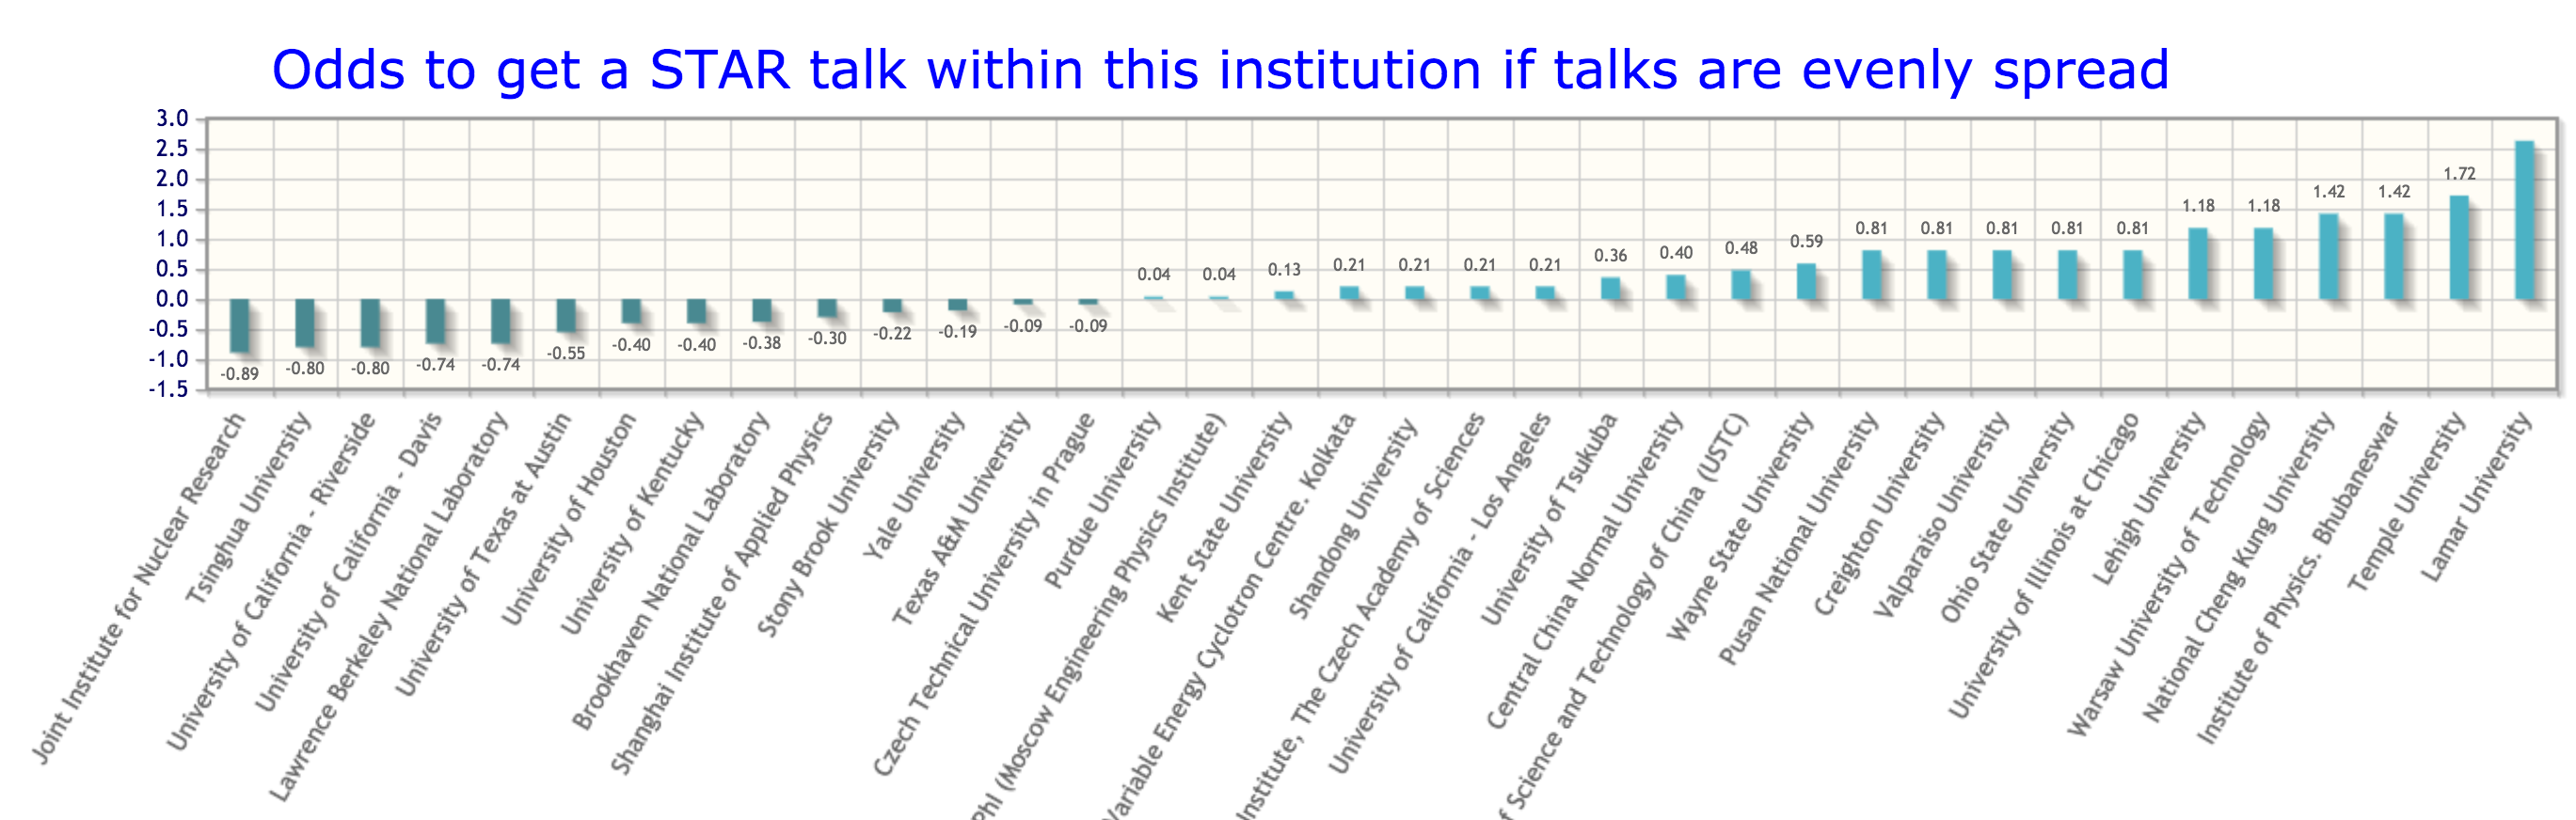 Odds to get a STAR talk within this institution if talks are evenly spread
3.0
2.5
2.0
1.5
1.0
0.5
0.0
-0.5
-1.0
-1.5
-0.89
-0.80
-0.80
-0.74
-0.74
-0.55
-0.40
-0.40
-0.38
-0.30
-0.22
-0.19
-0.09
-0.09
0.04
0.04
0.13
0.21
0.21
0.21
0.21
0.36
0.40
0.48
0.59
0.81
0.81
0.81
0.81
0.81
1.18
1.18
1.42
1.42
1.72
Joint Institute for Nuclear Research
Tsinghua University
University of California - Riverside
University of California - Davis
Lawrence Berkeley National Laboratory
University of Texas at Austin
University of Houston
University of Kentucky
Brookhaven National Laboratory
Shanghai Institute of Applied Physics
Stony Brook University
Yale University
Texas A&M University
Czech Technical University in Prague
Purdue University
PhI (Moscow Engineering Physics Institute)
Kent State University
Variable Energy Cyclotron Centre. Kolkata
Shandong University
Institute, The Czech Academy of Sciences
University of California - Los Angeles
University of Tsukuba
Central China Normal University
f Science and Technology of China (USTC)
Wayne State University
Pusan National University
Creighton University
Valparaiso University
Ohio State University
University of Illinois at Chicago
Lehigh University
Warsaw University of Technology
National Cheng Kung University
Institute of Physics. Bhubaneswar
Temple University
Lamar University